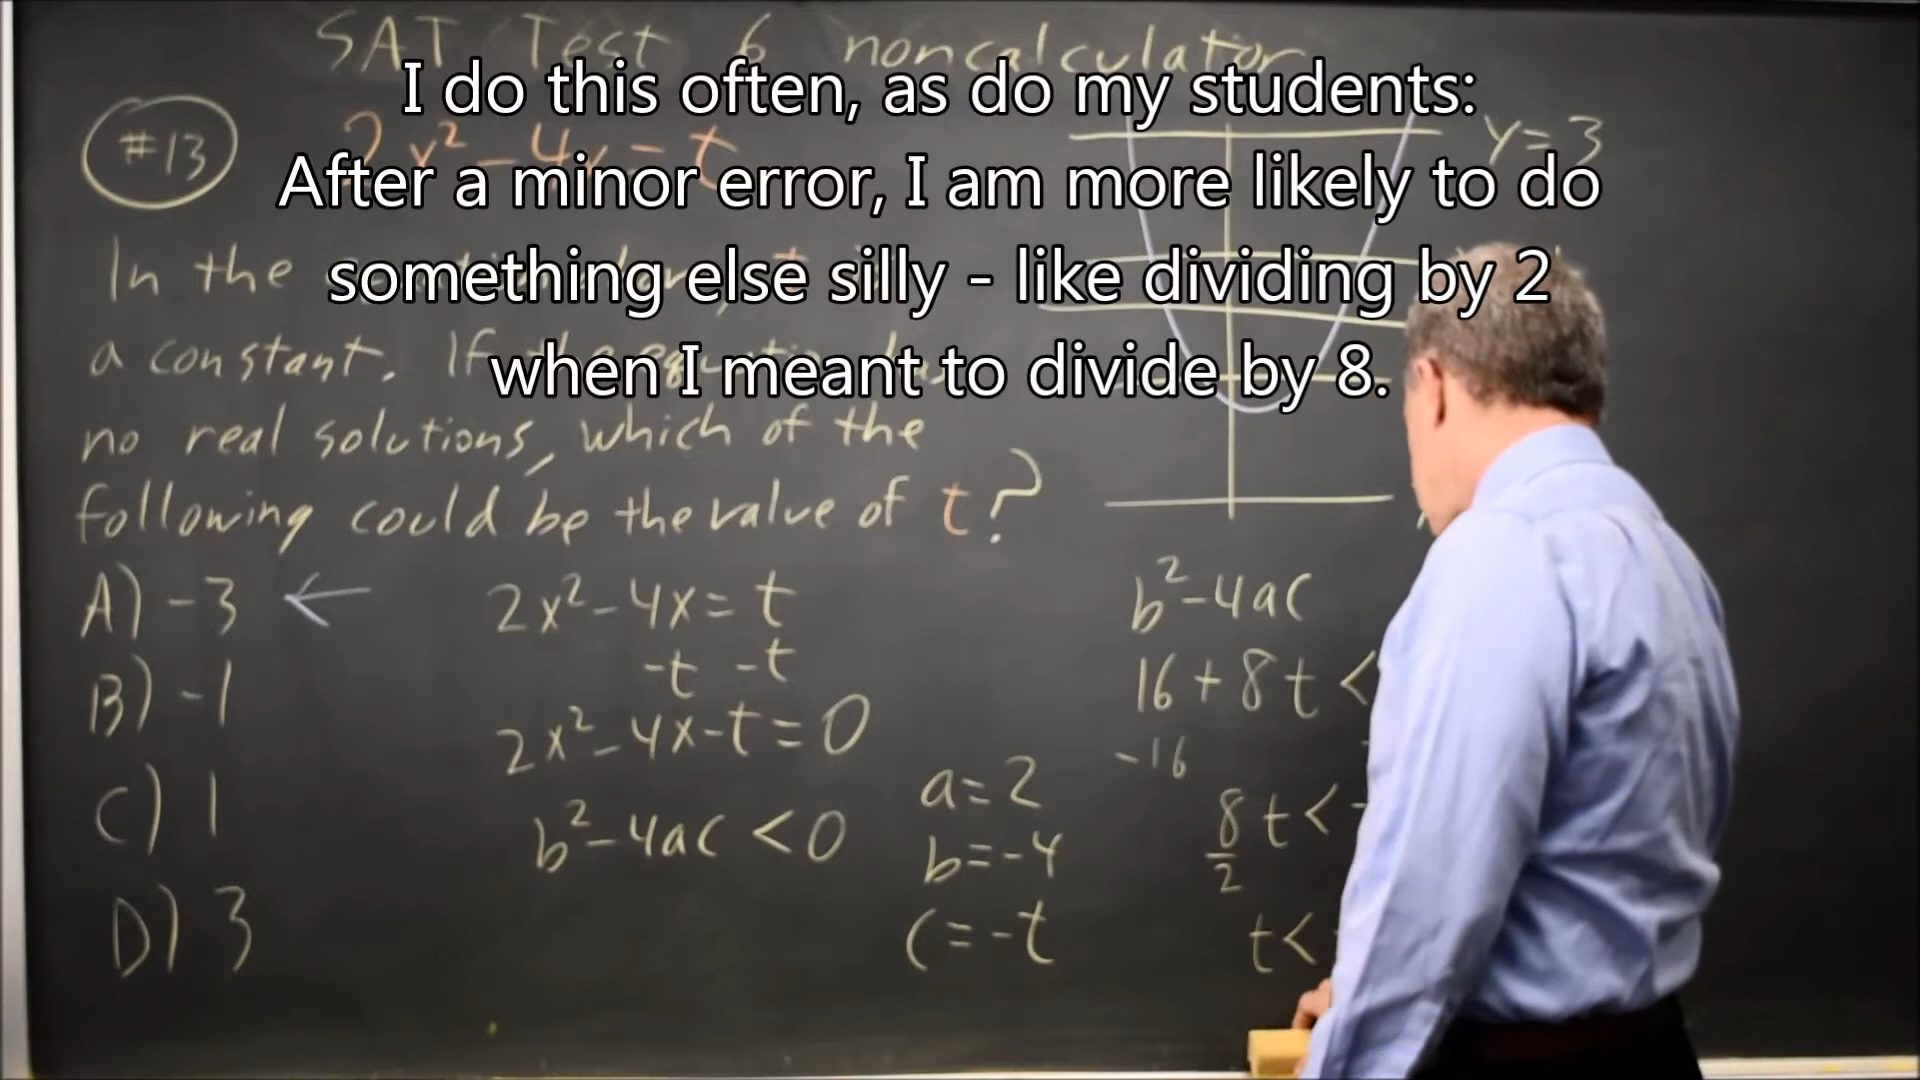 SAT Test 6 noncalculator
I do this often, as do my students:
After a minor error, I am more likely to do
something else silly - like dividing by 2
when I meant to divide by 8.
#13
2x² - 4x = t
y = 3
In the
a constant. If
no real solutions, which of the
following could be the value of t?
A) -3 ←
B) -1
C) 1
D) 3
2x² - 4x = t
-t -t
2x² - 4x - t = 0
b² - 4ac < 0
a = 2
b = -4
c = -t
b² - 4ac
16 + 8t <
-16
8t < -
2
t <